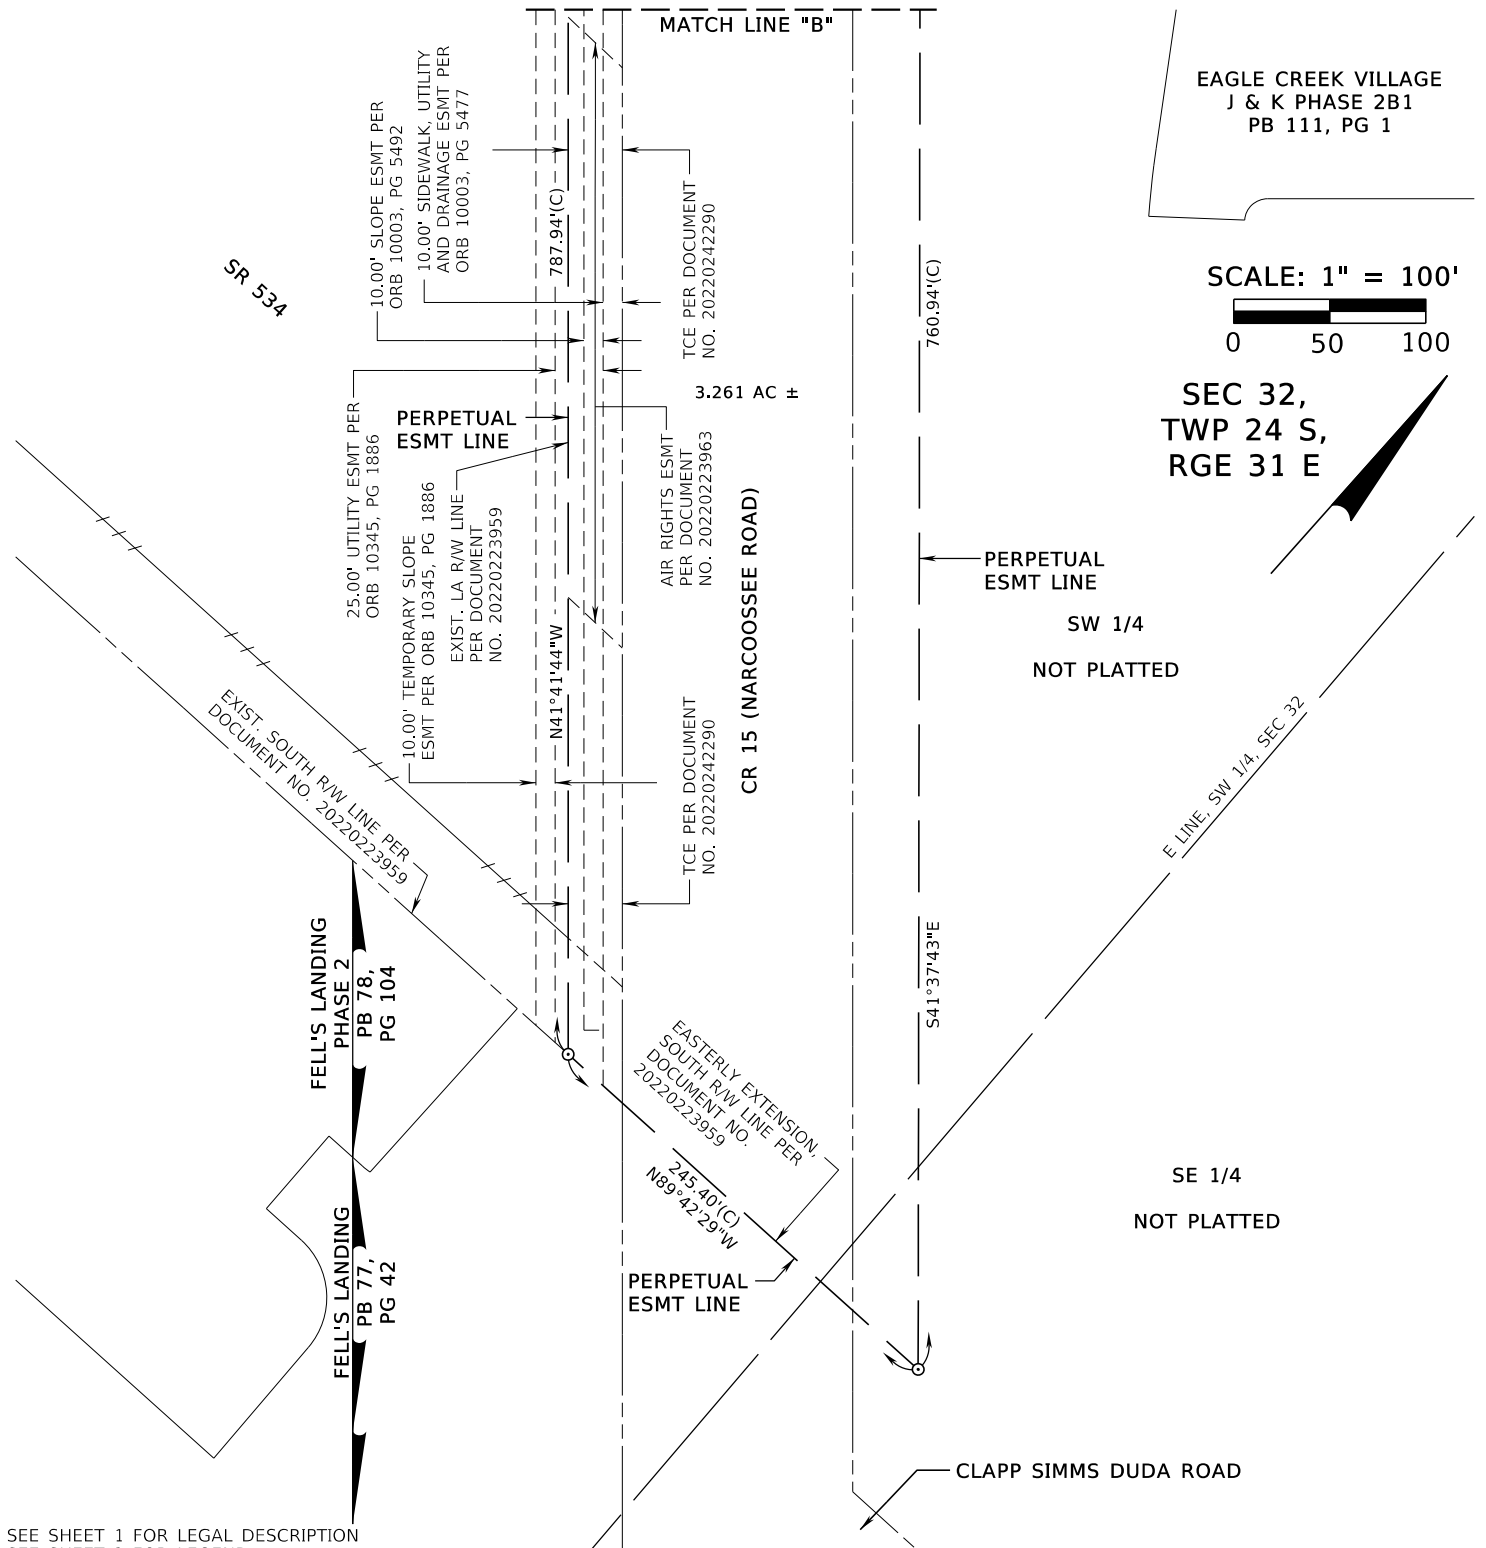 MATCH LINE "B"
EAGLE CREEK VILLAGE
J & K PHASE 2B1
PB 111, PG 1
SCALE: 1" = 100'
0 50 100
SEC 32,
TWP 24 S,
RGE 31 E
SR 534
10.00' SLOPE ESMT PER
ORB 10003, PG 5492
10.00' SIDEWALK, UTILITY
AND DRAINAGE ESMT PER
ORB 10003, PG 5477
787.94'(C)
TCE PER DOCUMENT
NO. 20220242290
760.94'(C)
3.261 AC ±
PERPETUAL
ESMT LINE
25.00' UTILITY ESMT PER
ORB 10345, PG 1886
10.00' TEMPORARY SLOPE
ESMT PER ORB 10345, PG 1886
EXIST. LA R/W LINE
PER DOCUMENT
NO. 20220223959
N41°41'44"W
AIR RIGHTS ESMT
PER DOCUMENT
NO. 20220223963
CR 15 (NARCOOSSEE ROAD)
PERPETUAL
ESMT LINE
SW 1/4
NOT PLATTED
E LINE, SW 1/4, SEC 32
EXIST. SOUTH R/W LINE PER
DOCUMENT NO. 20220223959
TCE PER DOCUMENT
NO. 20220242290
S41°37'43"E
FELL'S LANDING
PHASE 2
PB 78,
PG 104
EASTERLY EXTENSION,
SOUTH R/W LINE PER
DOCUMENT NO.
20220223959
245.40'(C)
N89°42'29"W
SE 1/4
NOT PLATTED
FELL'S LANDING
PB 77,
PG 42
PERPETUAL
ESMT LINE
CLAPP SIMMS DUDA ROAD
SEE SHEET 1 FOR LEGAL DESCRIPTION